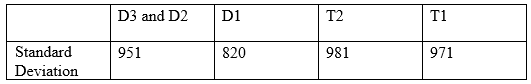 D3 and D2 D1 T2 T1
Standard 951 820 981 971
Deviation